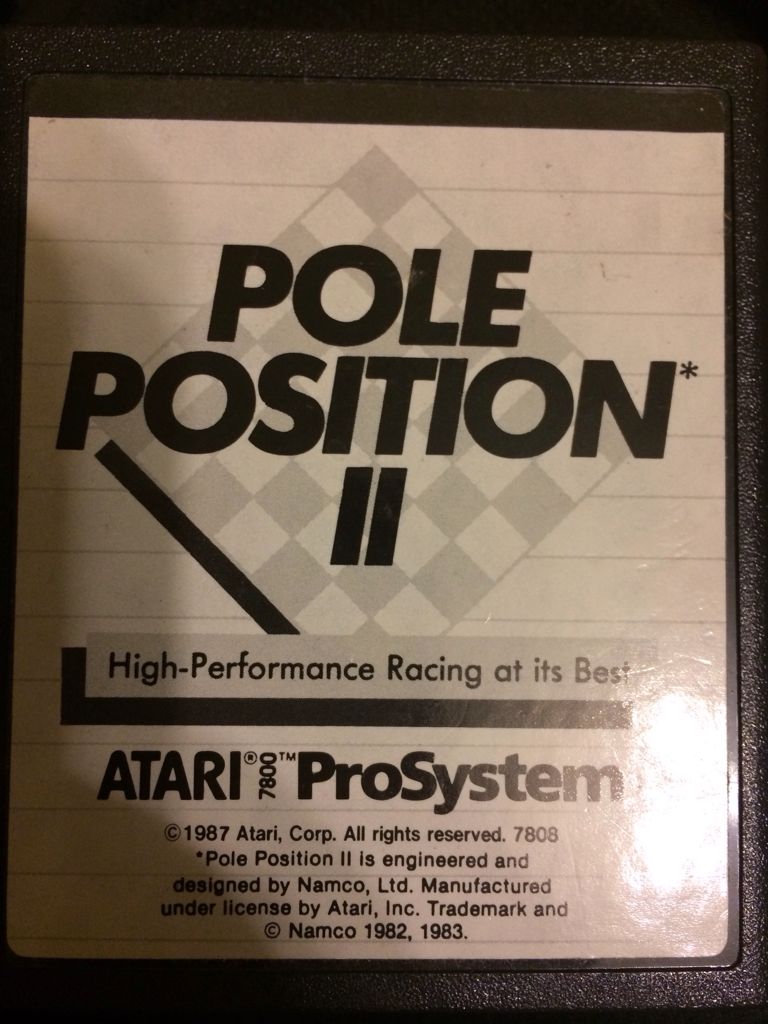 POLE
POSITION*
II
High-Performance Racing at its Best
ATARI® 7800™ ProSystem
©1987 Atari, Corp. All rights reserved. 7808
*Pole Position II is engineered and
designed by Namco, Ltd. Manufactured
under license by Atari, Inc. Trademark and
© Namco 1982, 1983.